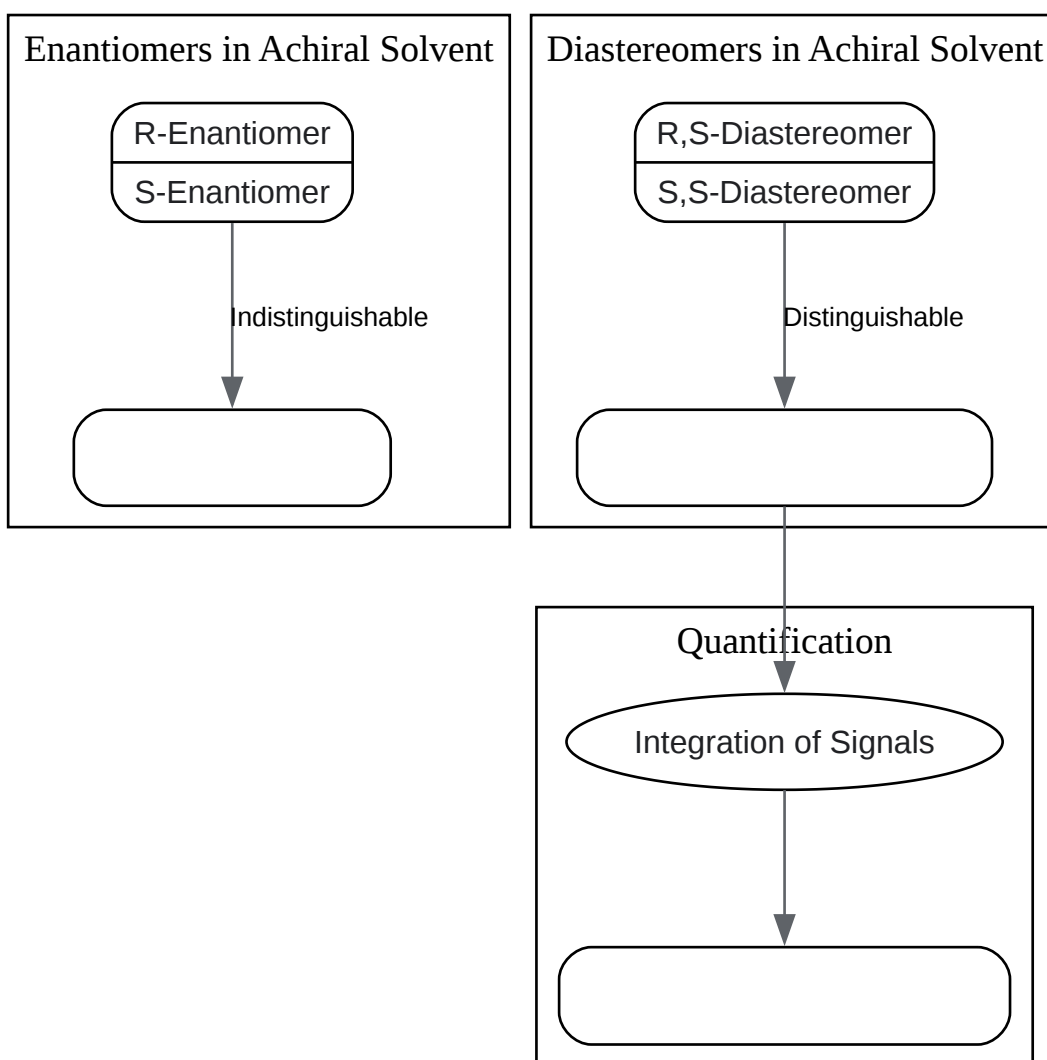 Enantiomers in Achiral Solvent
R-Enantiomer
S-Enantiomer
Indistinguishable
Diastereomers in Achiral Solvent
R,S-Diastereomer
S,S-Diastereomer
Distinguishable
Quantification
Integration of Signals